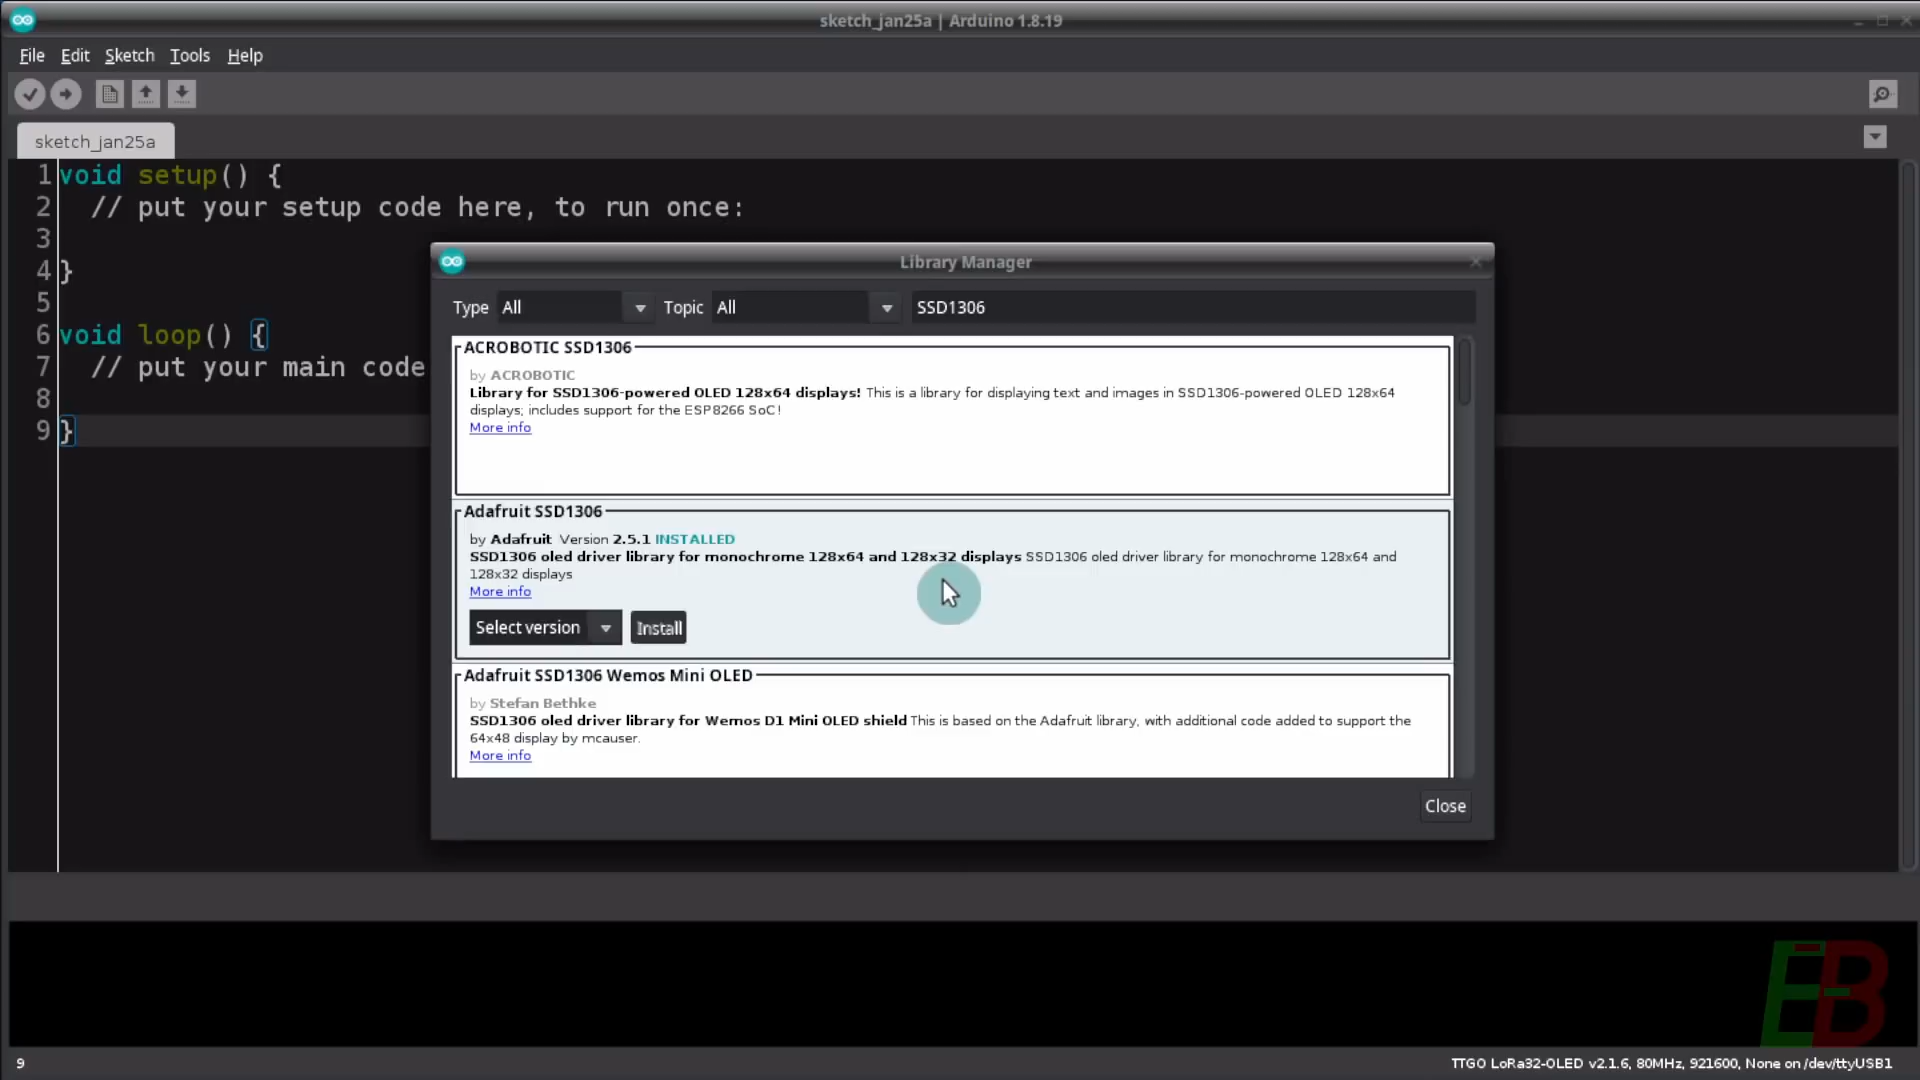 sketch_jan25a | Arduino 1.8.19
File Edit Sketch Tools Help
sketch_jan25a
1 void setup() {
2 // put your setup code here, to run once:
3
4 }
5
6 void loop() {
7 // put your main code
8
9 }
Library Manager
Type All Topic All SSD1306
ACROBOTIC SSD1306
by ACROBOTIC
Library for SSD1306-powered OLED 128x64 displays! This is a library for displaying text and images in SSD1306-powered OLED 128x64
displays; includes support for the ESP8266 SoC!
More info
Adafruit SSD1306
by Adafruit Version 2.5.1 INSTALLED
SSD1306 oled driver library for monochrome 128x64 and 128x32 displays SSD1306 oled driver library for monochrome 128x64 and
128x32 displays
More info
Select version Install
Adafruit SSD1306 Wemos Mini OLED
by Stefan Bethke
SSD1306 oled driver library for Wemos D1 Mini OLED shield This is based on the Adafruit library, with additional code added to support the
64x48 display by mcauser.
More info
Close
EB
9 TTGO LoRa32-OLED v2.1.6, 80MHz, 921600, None on /dev/ttyUSB1